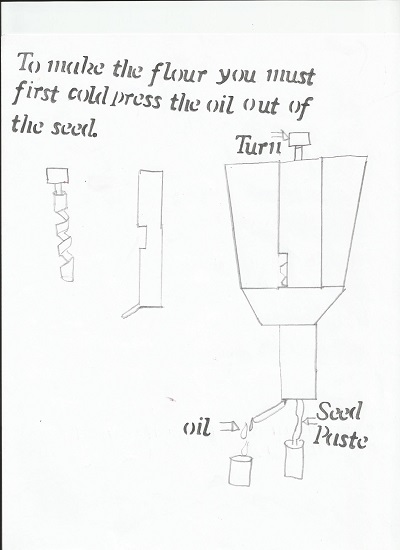 To make the flour you must
first cold press the oil out of
the seed.
Turn
oil
Seed
Paste